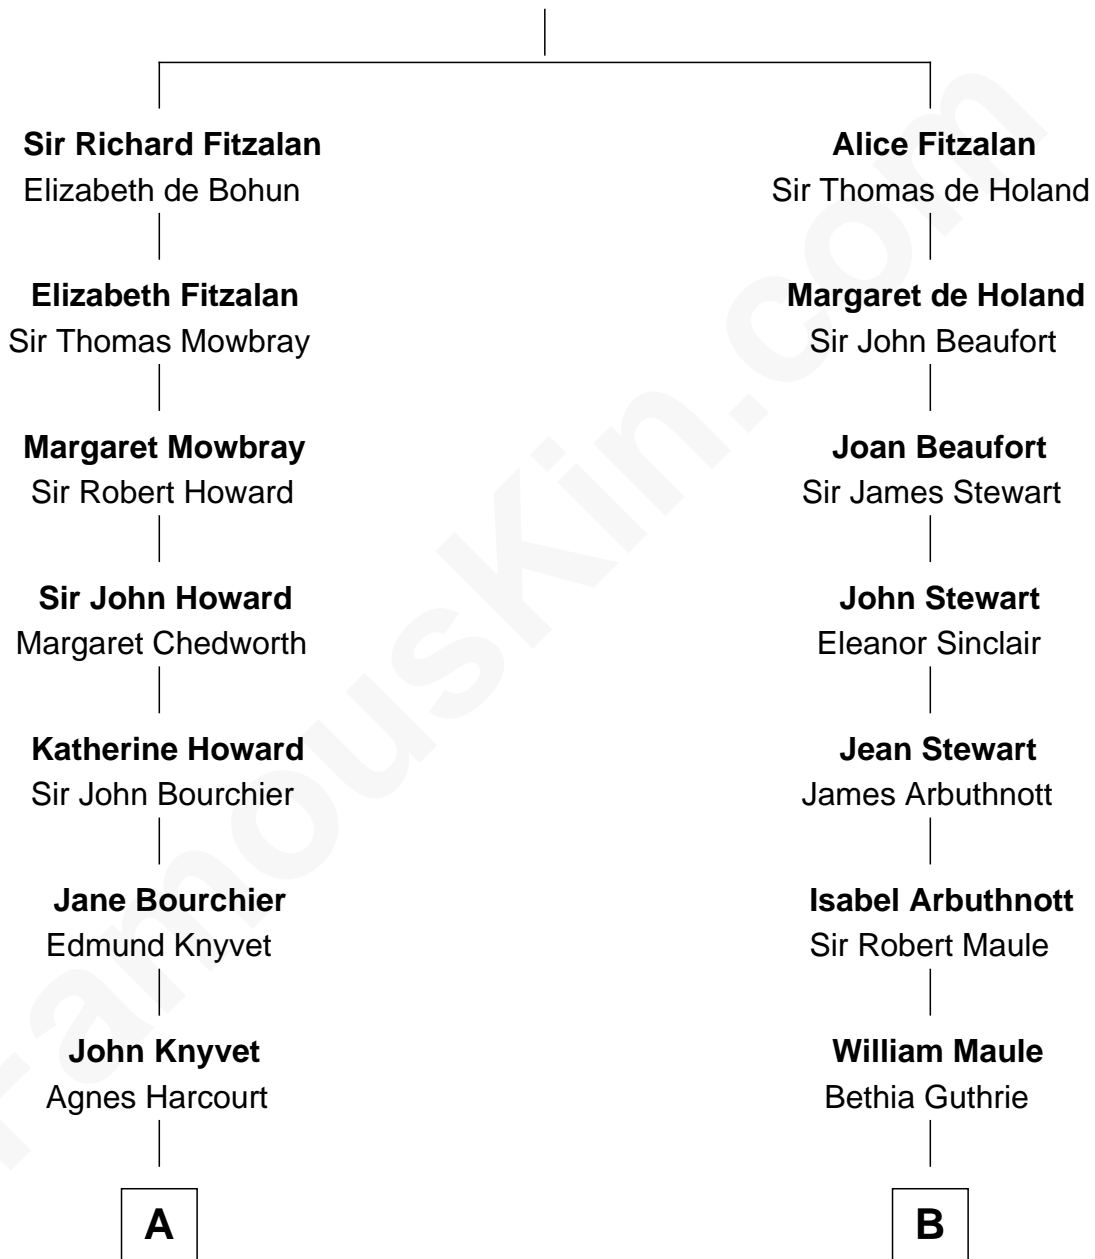 Sir Richard Fitzalan
Elizabeth de Bohun
Elizabeth Fitzalan
Sir Thomas Mowbray
Margaret Mowbray
Sir Robert Howard
Sir John Howard
Margaret Chedworth
Katherine Howard
Sir John Bourchier
Jane Bourchier
Edmund Knyvet
John Knyvet
Agnes Harcourt
A
Alice Fitzalan
Sir Thomas de Holand
Margaret de Holand
Sir John Beaufort
Joan Beaufort
Sir James Stewart
John Stewart
Eleanor Sinclair
Jean Stewart
James Arbuthnott
Isabel Arbuthnott
Sir Robert Maule
William Maule
Bethia Guthrie
B
FamousKin.com